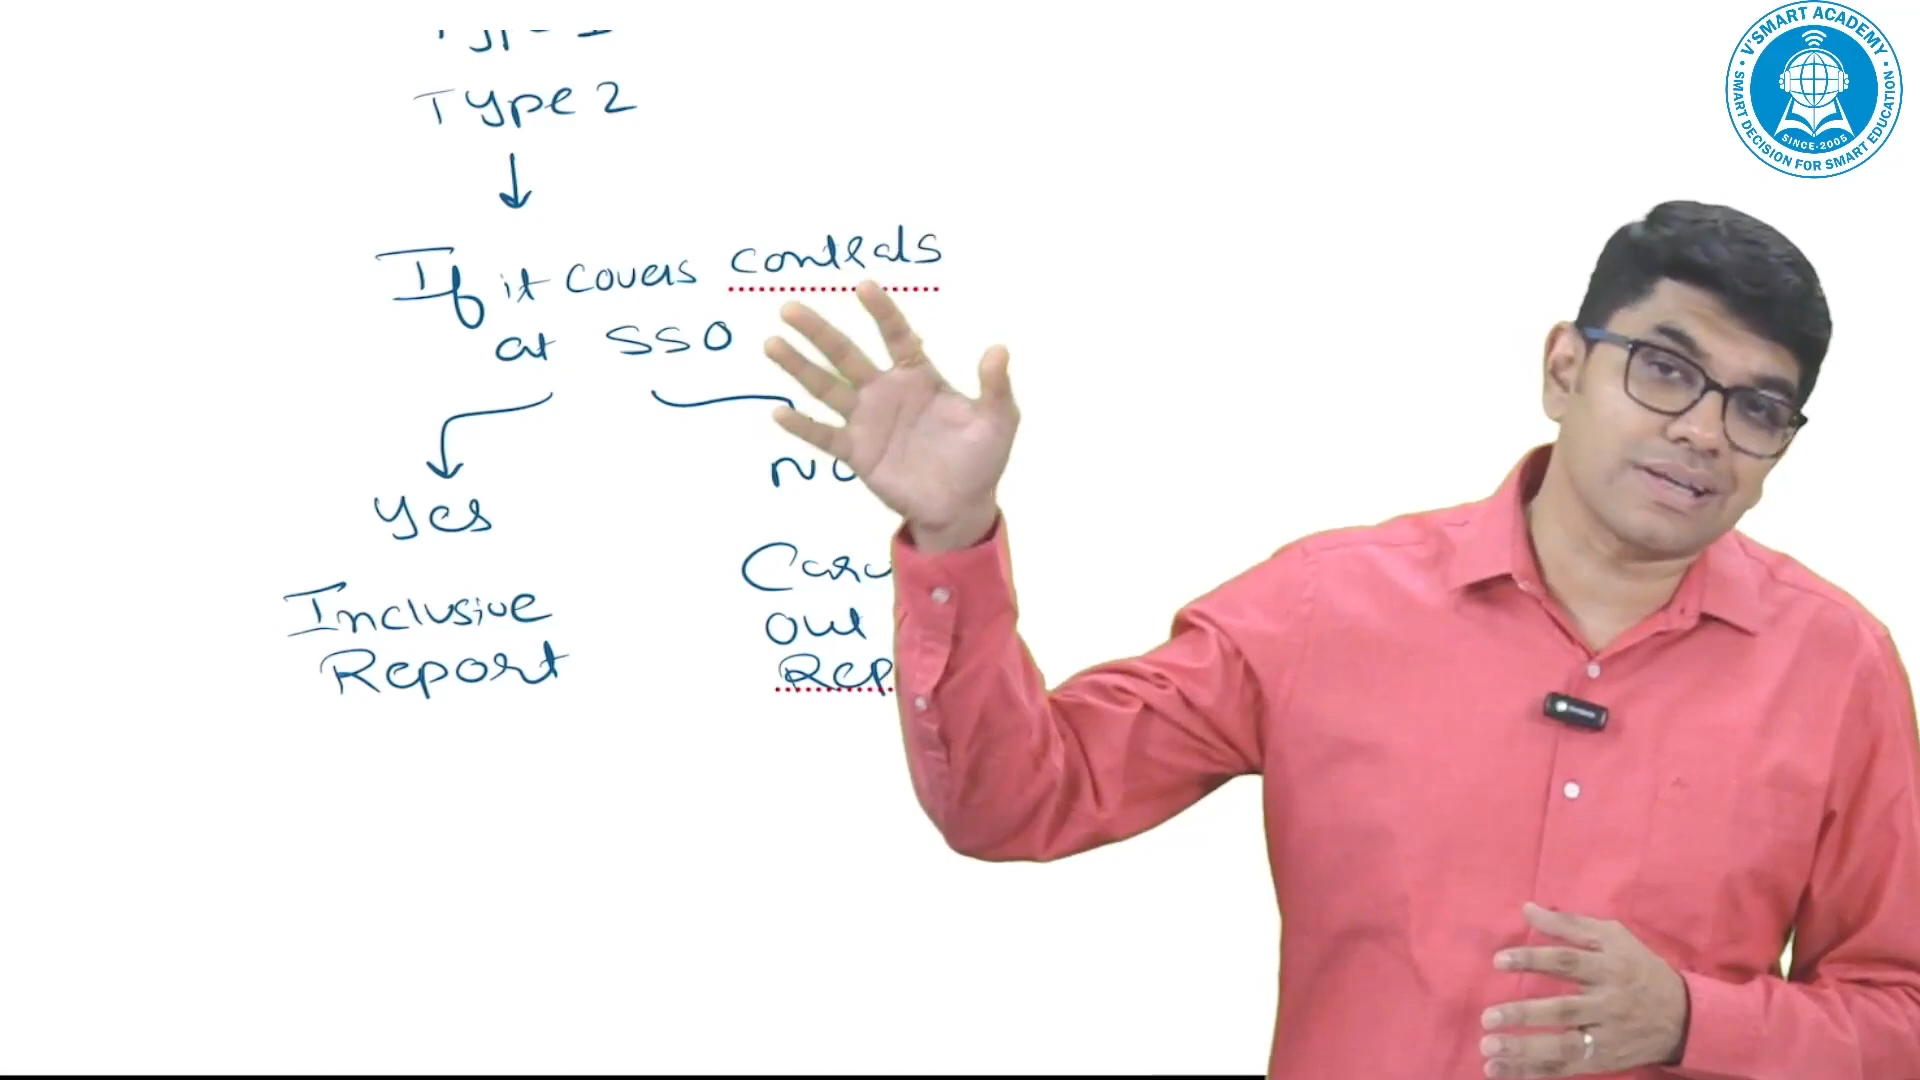 Type 2
If it covers controls
at SSO
Yes
Inclusive
Report
out
V'SMART ACADEMY
SMART DECISION FOR SMART EDUCATION
SINCE-2005